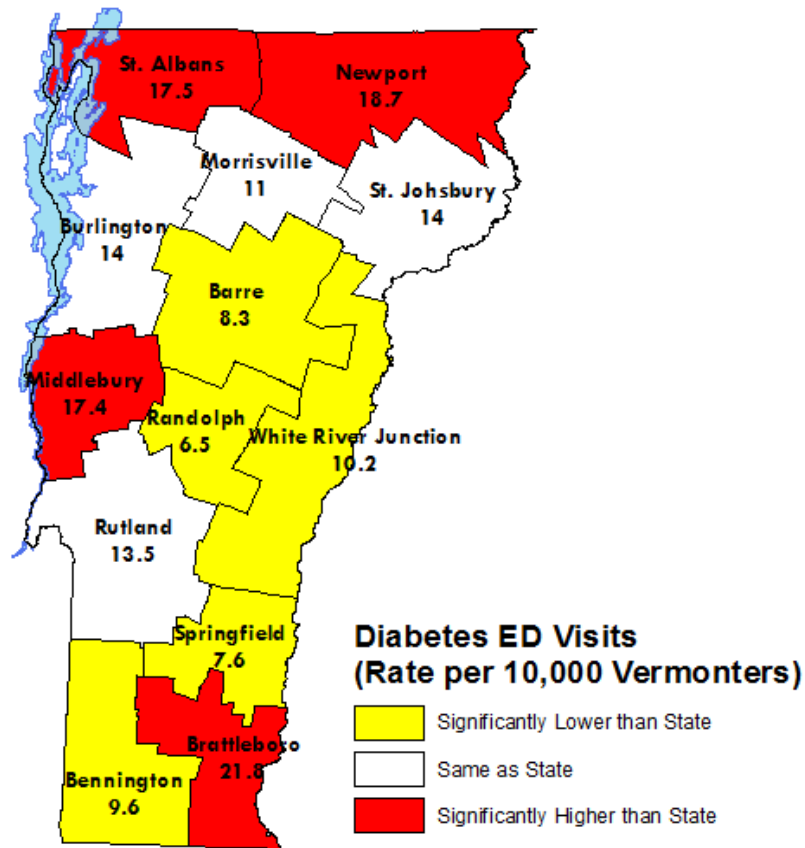 St. Albans
17.5
Newport
18.7
Morrisville
11
St. Johsbury
14
Burlington
14
Barre
8.3
Middlebury
17.4
Randolph
6.5
White River Junction
10.2
Rutland
13.5
Springfield
7.6
Brattleboro
21.8
Bennington
9.6
Diabetes ED Visits
(Rate per 10,000 Vermonters)
Significantly Lower than State
Same as State
Significantly Higher than State